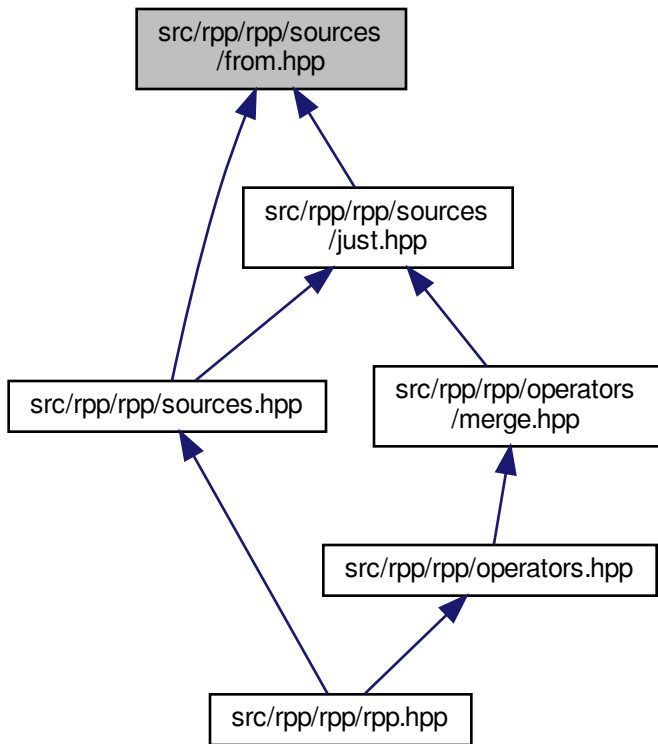 src/rpp/rpp/sources
/from.hpp
src/rpp/rpp/sources
/just.hpp
src/rpp/rpp/sources.hpp
src/rpp/rpp/operators
/merge.hpp
src/rpp/rpp/operators.hpp
src/rpp/rpp/rpp.hpp